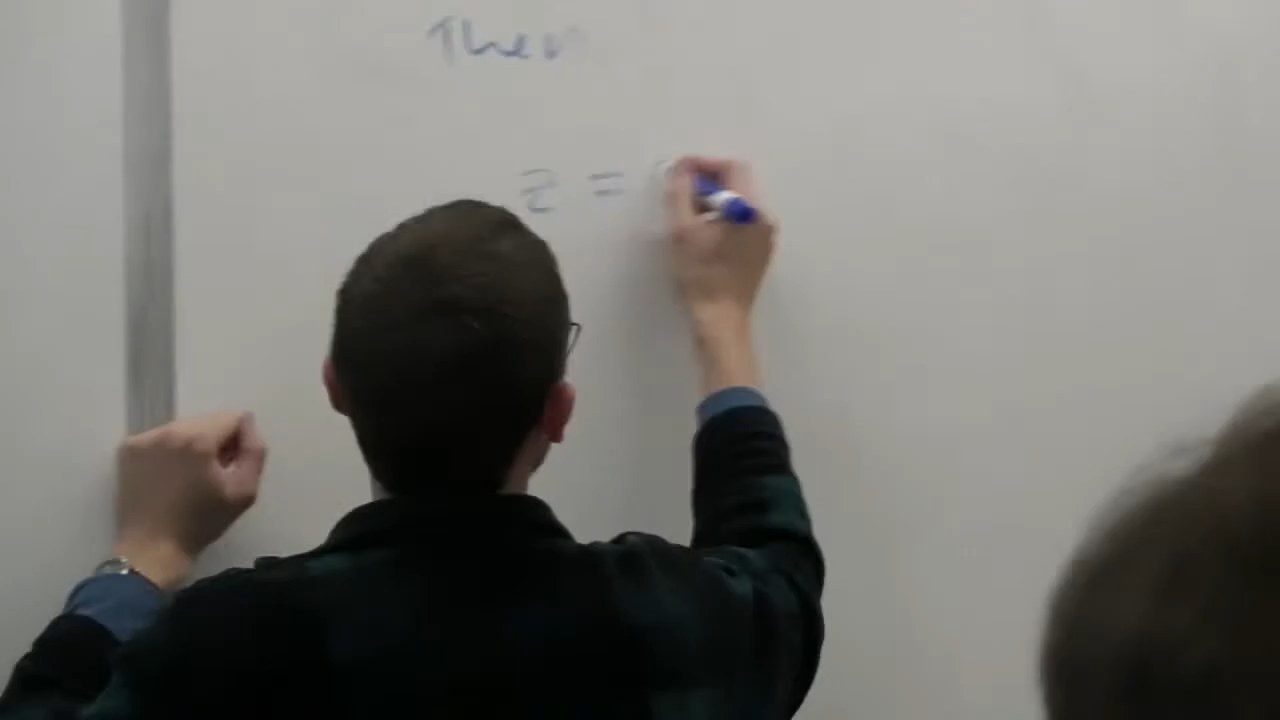 Then
z =